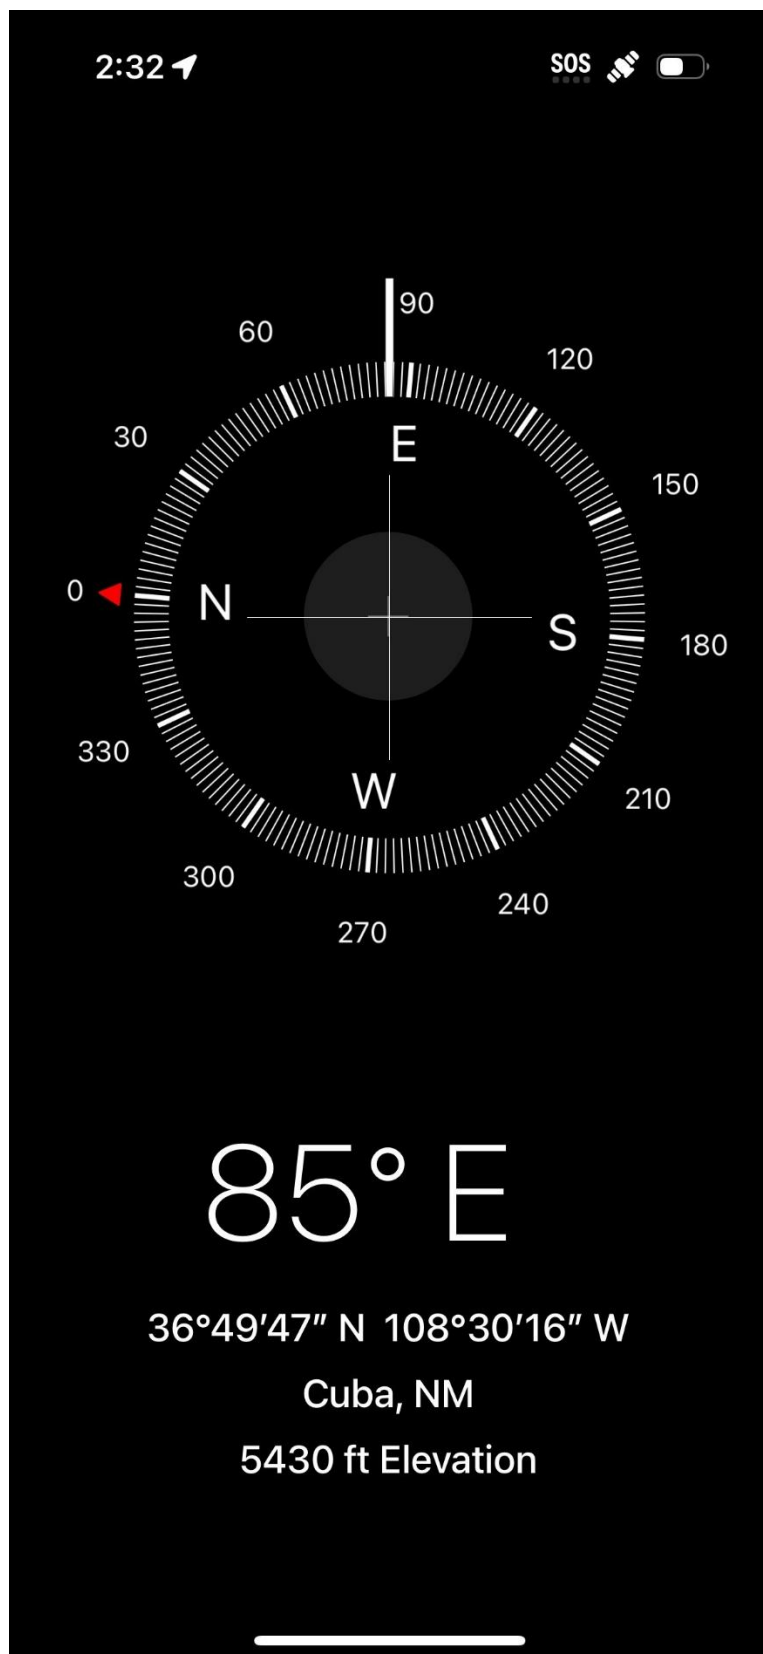 2:32 SOS
90
60
120
30
E
150
0 N
S 180
330
W
210
300
240
270
85° E
36°49′47″ N 108°30′16″ W
Cuba, NM
5430 ft Elevation